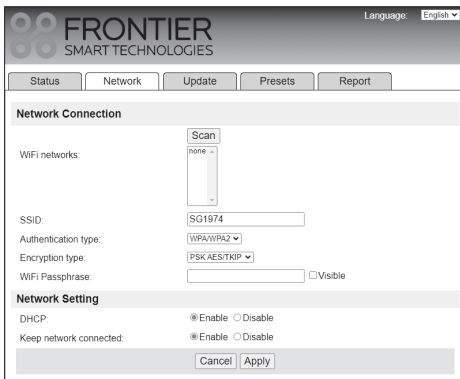 Language: English
FRONTIER
SMART TECHNOLOGIES
Status Network Update Presets Report
Network Connection
Scan
WiFi networks: none
SSID: SG1974
Authentication type: WPA/WPA2
Encryption type: PSK AES/TKIP
WiFi Passphrase: Visible
Network Setting
DHCP: Enable Disable
Keep network connected: Enable Disable
Cancel Apply